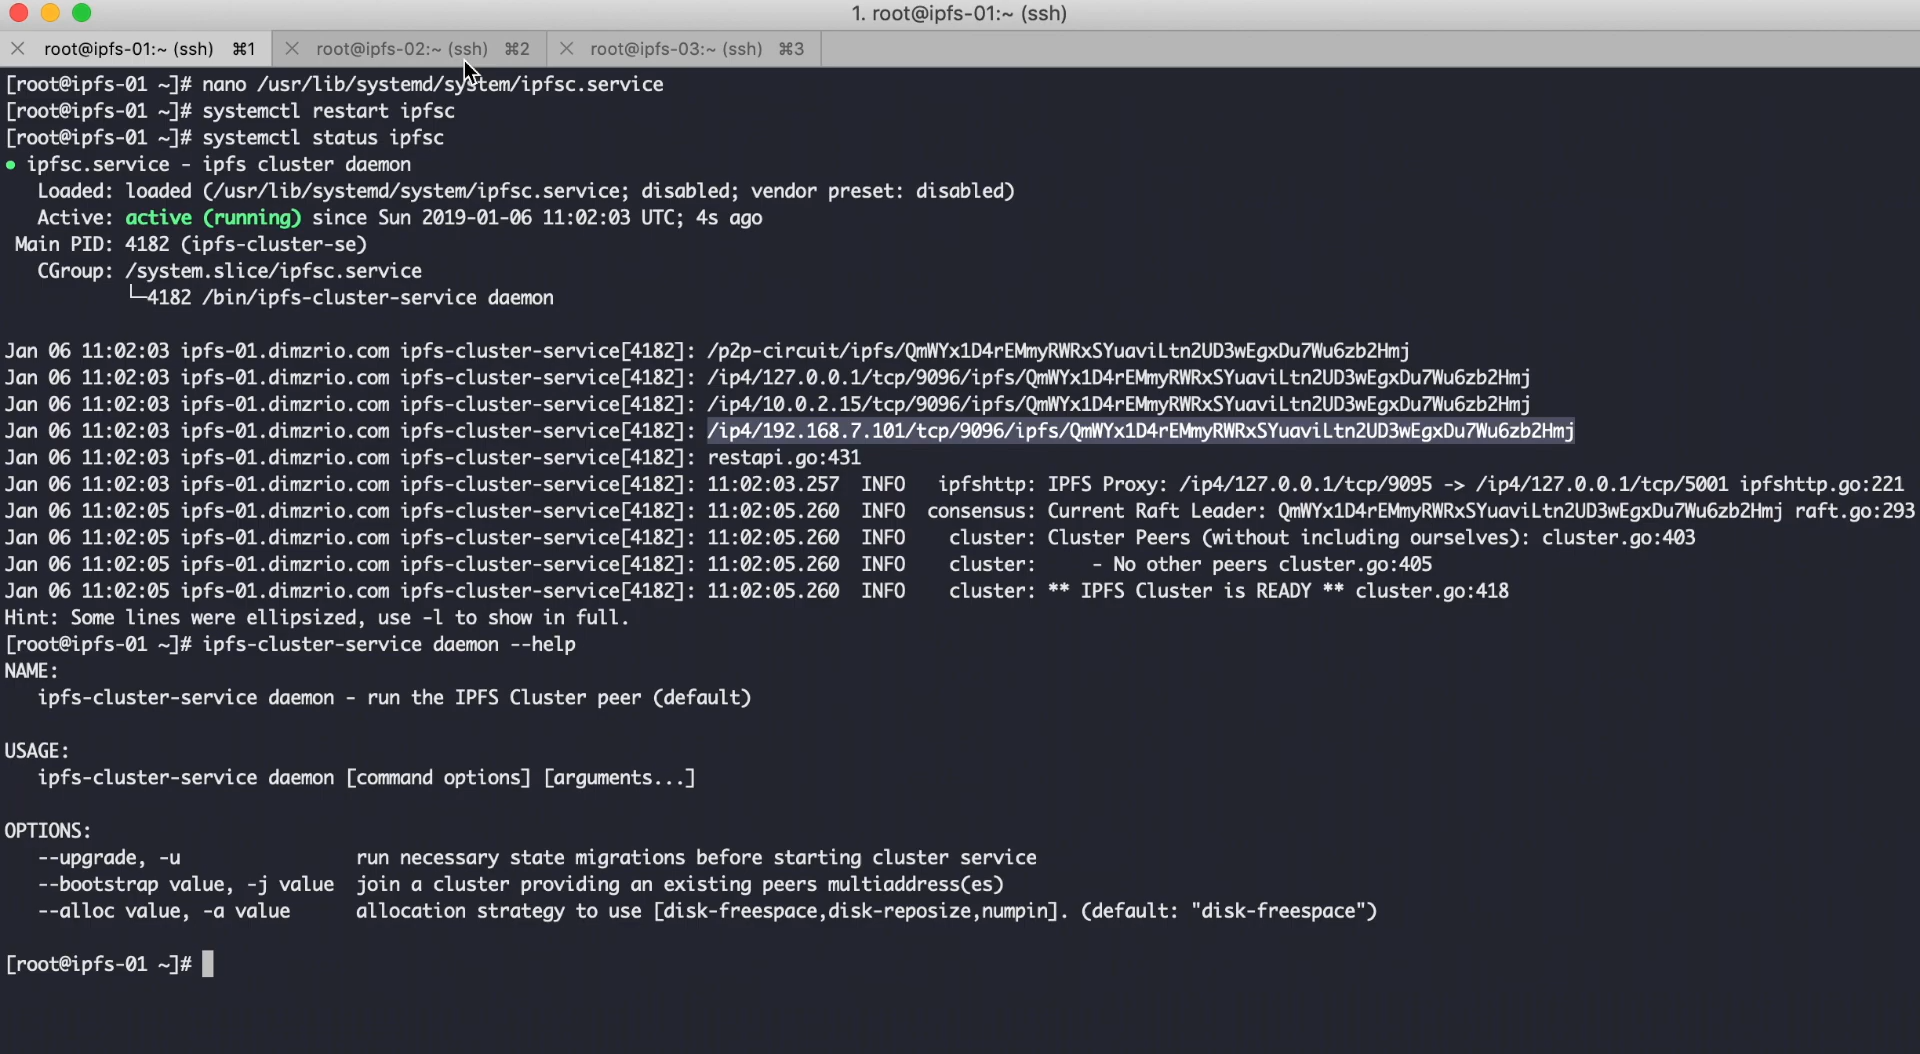 1. root@ipfs-01:~ (ssh)
root@ipfs-01:~ (ssh) ⌘1 root@ipfs-02:~ (ssh) ⌘2 root@ipfs-03:~ (ssh) ⌘3
[root@ipfs-01 ~]# nano /usr/lib/systemd/system/ipfsc.service
[root@ipfs-01 ~]# systemctl restart ipfsc
[root@ipfs-01 ~]# systemctl status ipfsc
● ipfsc.service - ipfs cluster daemon
   Loaded: loaded (/usr/lib/systemd/system/ipfsc.service; disabled; vendor preset: disabled)
   Active: active (running) since Sun 2019-01-06 11:02:03 UTC; 4s ago
 Main PID: 4182 (ipfs-cluster-se)
   CGroup: /system.slice/ipfsc.service
           └─4182 /bin/ipfs-cluster-service daemon
Jan 06 11:02:03 ipfs-01.dimzrio.com ipfs-cluster-service[4182]: /p2p-circuit/ipfs/QmWYx1D4rEMmyRWRxSYuaviLtn2UD3wEgxDu7Wu6zb2Hmj
Jan 06 11:02:03 ipfs-01.dimzrio.com ipfs-cluster-service[4182]: /ip4/127.0.0.1/tcp/9096/ipfs/QmWYx1D4rEMmyRWRxSYuaviLtn2UD3wEgxDu7Wu6zb2Hmj
Jan 06 11:02:03 ipfs-01.dimzrio.com ipfs-cluster-service[4182]: /ip4/10.0.2.15/tcp/9096/ipfs/QmWYx1D4rEMmyRWRxSYuaviLtn2UD3wEgxDu7Wu6zb2Hmj
Jan 06 11:02:03 ipfs-01.dimzrio.com ipfs-cluster-service[4182]: /ip4/192.168.7.101/tcp/9096/ipfs/QmWYx1D4rEMmyRWRxSYuaviLtn2UD3wEgxDu7Wu6zb2Hmj
Jan 06 11:02:03 ipfs-01.dimzrio.com ipfs-cluster-service[4182]: restapi.go:431
Jan 06 11:02:03 ipfs-01.dimzrio.com ipfs-cluster-service[4182]: 11:02:03.257  INFO   ipfshttp: IPFS Proxy: /ip4/127.0.0.1/tcp/9095 -> /ip4/127.0.0.1/tcp/5001 ipfshttp.go:221
Jan 06 11:02:05 ipfs-01.dimzrio.com ipfs-cluster-service[4182]: 11:02:05.260  INFO  consensus: Current Raft Leader: QmWYx1D4rEMmyRWRxSYuaviLtn2UD3wEgxDu7Wu6zb2Hmj raft.go:293
Jan 06 11:02:05 ipfs-01.dimzrio.com ipfs-cluster-service[4182]: 11:02:05.260  INFO    cluster: Cluster Peers (without including ourselves): cluster.go:403
Jan 06 11:02:05 ipfs-01.dimzrio.com ipfs-cluster-service[4182]: 11:02:05.260  INFO    cluster:     - No other peers cluster.go:405
Jan 06 11:02:05 ipfs-01.dimzrio.com ipfs-cluster-service[4182]: 11:02:05.260  INFO    cluster: ** IPFS Cluster is READY ** cluster.go:418
Hint: Some lines were ellipsized, use -l to show in full.
[root@ipfs-01 ~]# ipfs-cluster-service daemon --help
NAME:
   ipfs-cluster-service daemon - run the IPFS Cluster peer (default)
USAGE:
   ipfs-cluster-service daemon [command options] [arguments...]
OPTIONS:
   --upgrade, -u                run necessary state migrations before starting cluster service
   --bootstrap value, -j value  join a cluster providing an existing peers multiaddress(es)
   --alloc value, -a value      allocation strategy to use [disk-freespace,disk-reposize,numpin]. (default: "disk-freespace")
[root@ipfs-01 ~]#